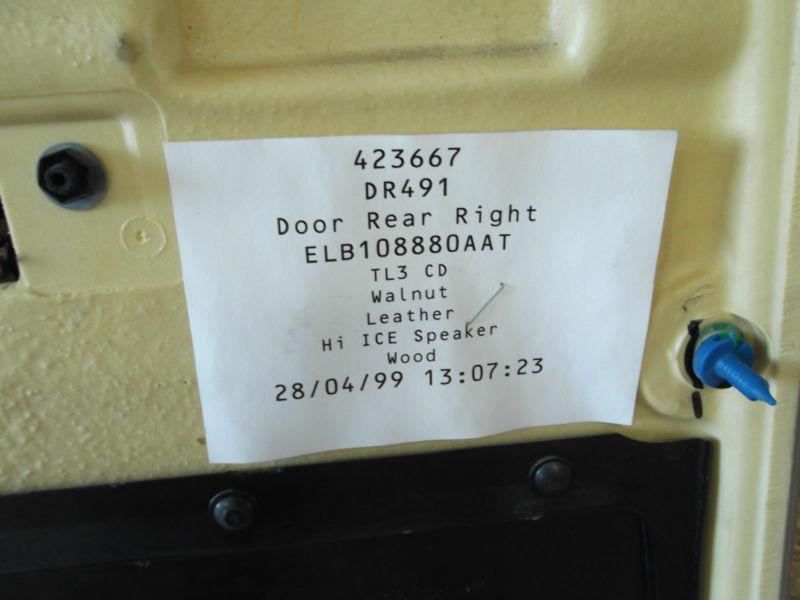 423667
DR491
Door Rear Right
ELB108880AAT
TL3 CD
Walnut
Leather
Hi ICE Speaker
Wood
28/04/99 13:07:23